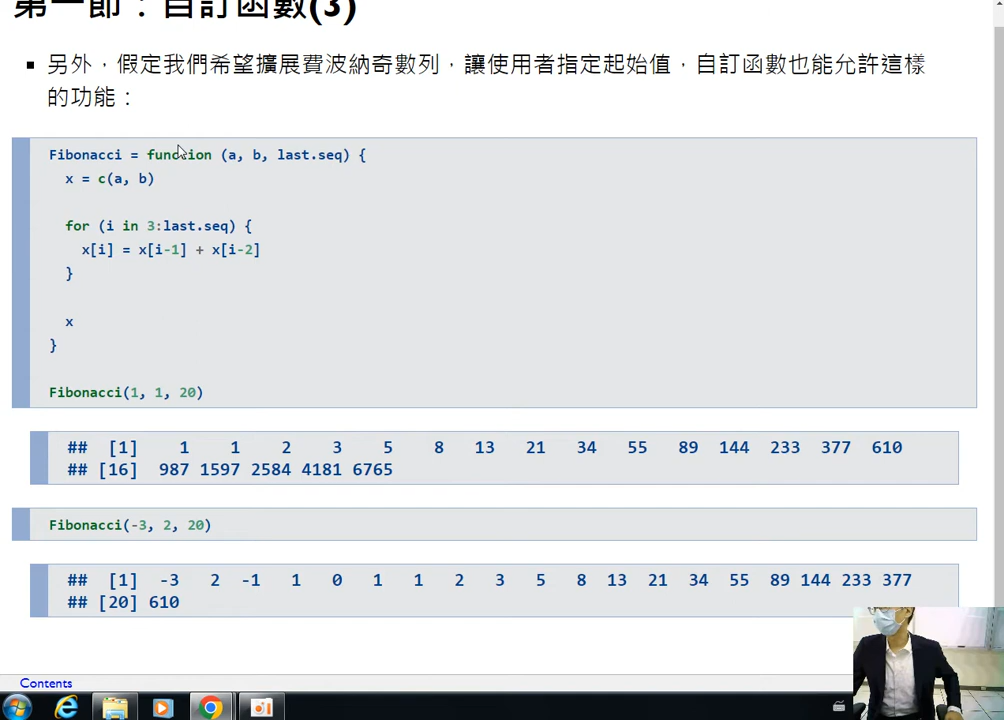 第一節：自訂函數(3)
▪ 另外，假定我們希望擴展費波納奇數列，讓使用者指定起始值，自訂函數也能允許這樣
的功能：
Fibonacci = function (a, b, last.seq) {
x = c(a, b)
for (i in 3:last.seq) {
x[i] = x[i-1] + x[i-2]
}
x
}
Fibonacci(1, 1, 20)
## [1] 1 1 2 3 5 8 13 21 34 55 89 144 233 377 610
## [16] 987 1597 2584 4181 6765
Fibonacci(-3, 2, 20)
## [1] -3 2 -1 1 0 1 1 2 3 5 8 13 21 34 55 89 144 233 377
## [20] 610
Contents